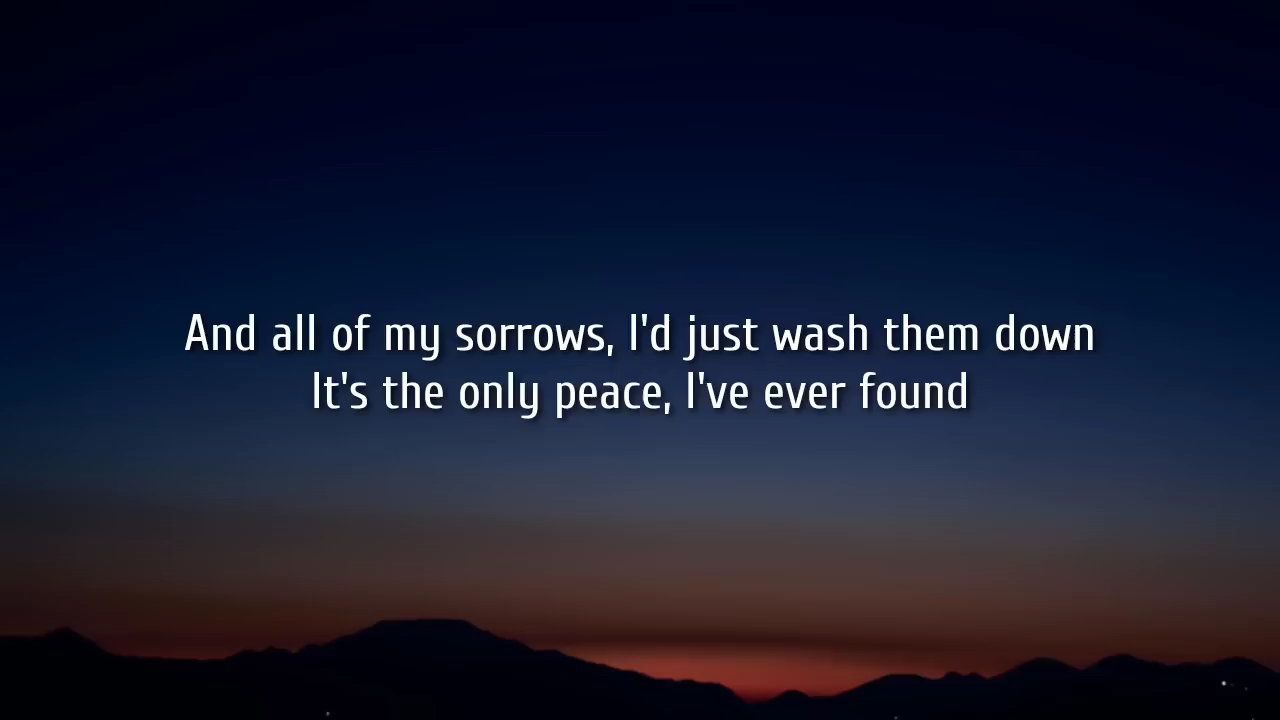 And all of my sorrows, I'd just wash them down
It's the only peace, I've ever found